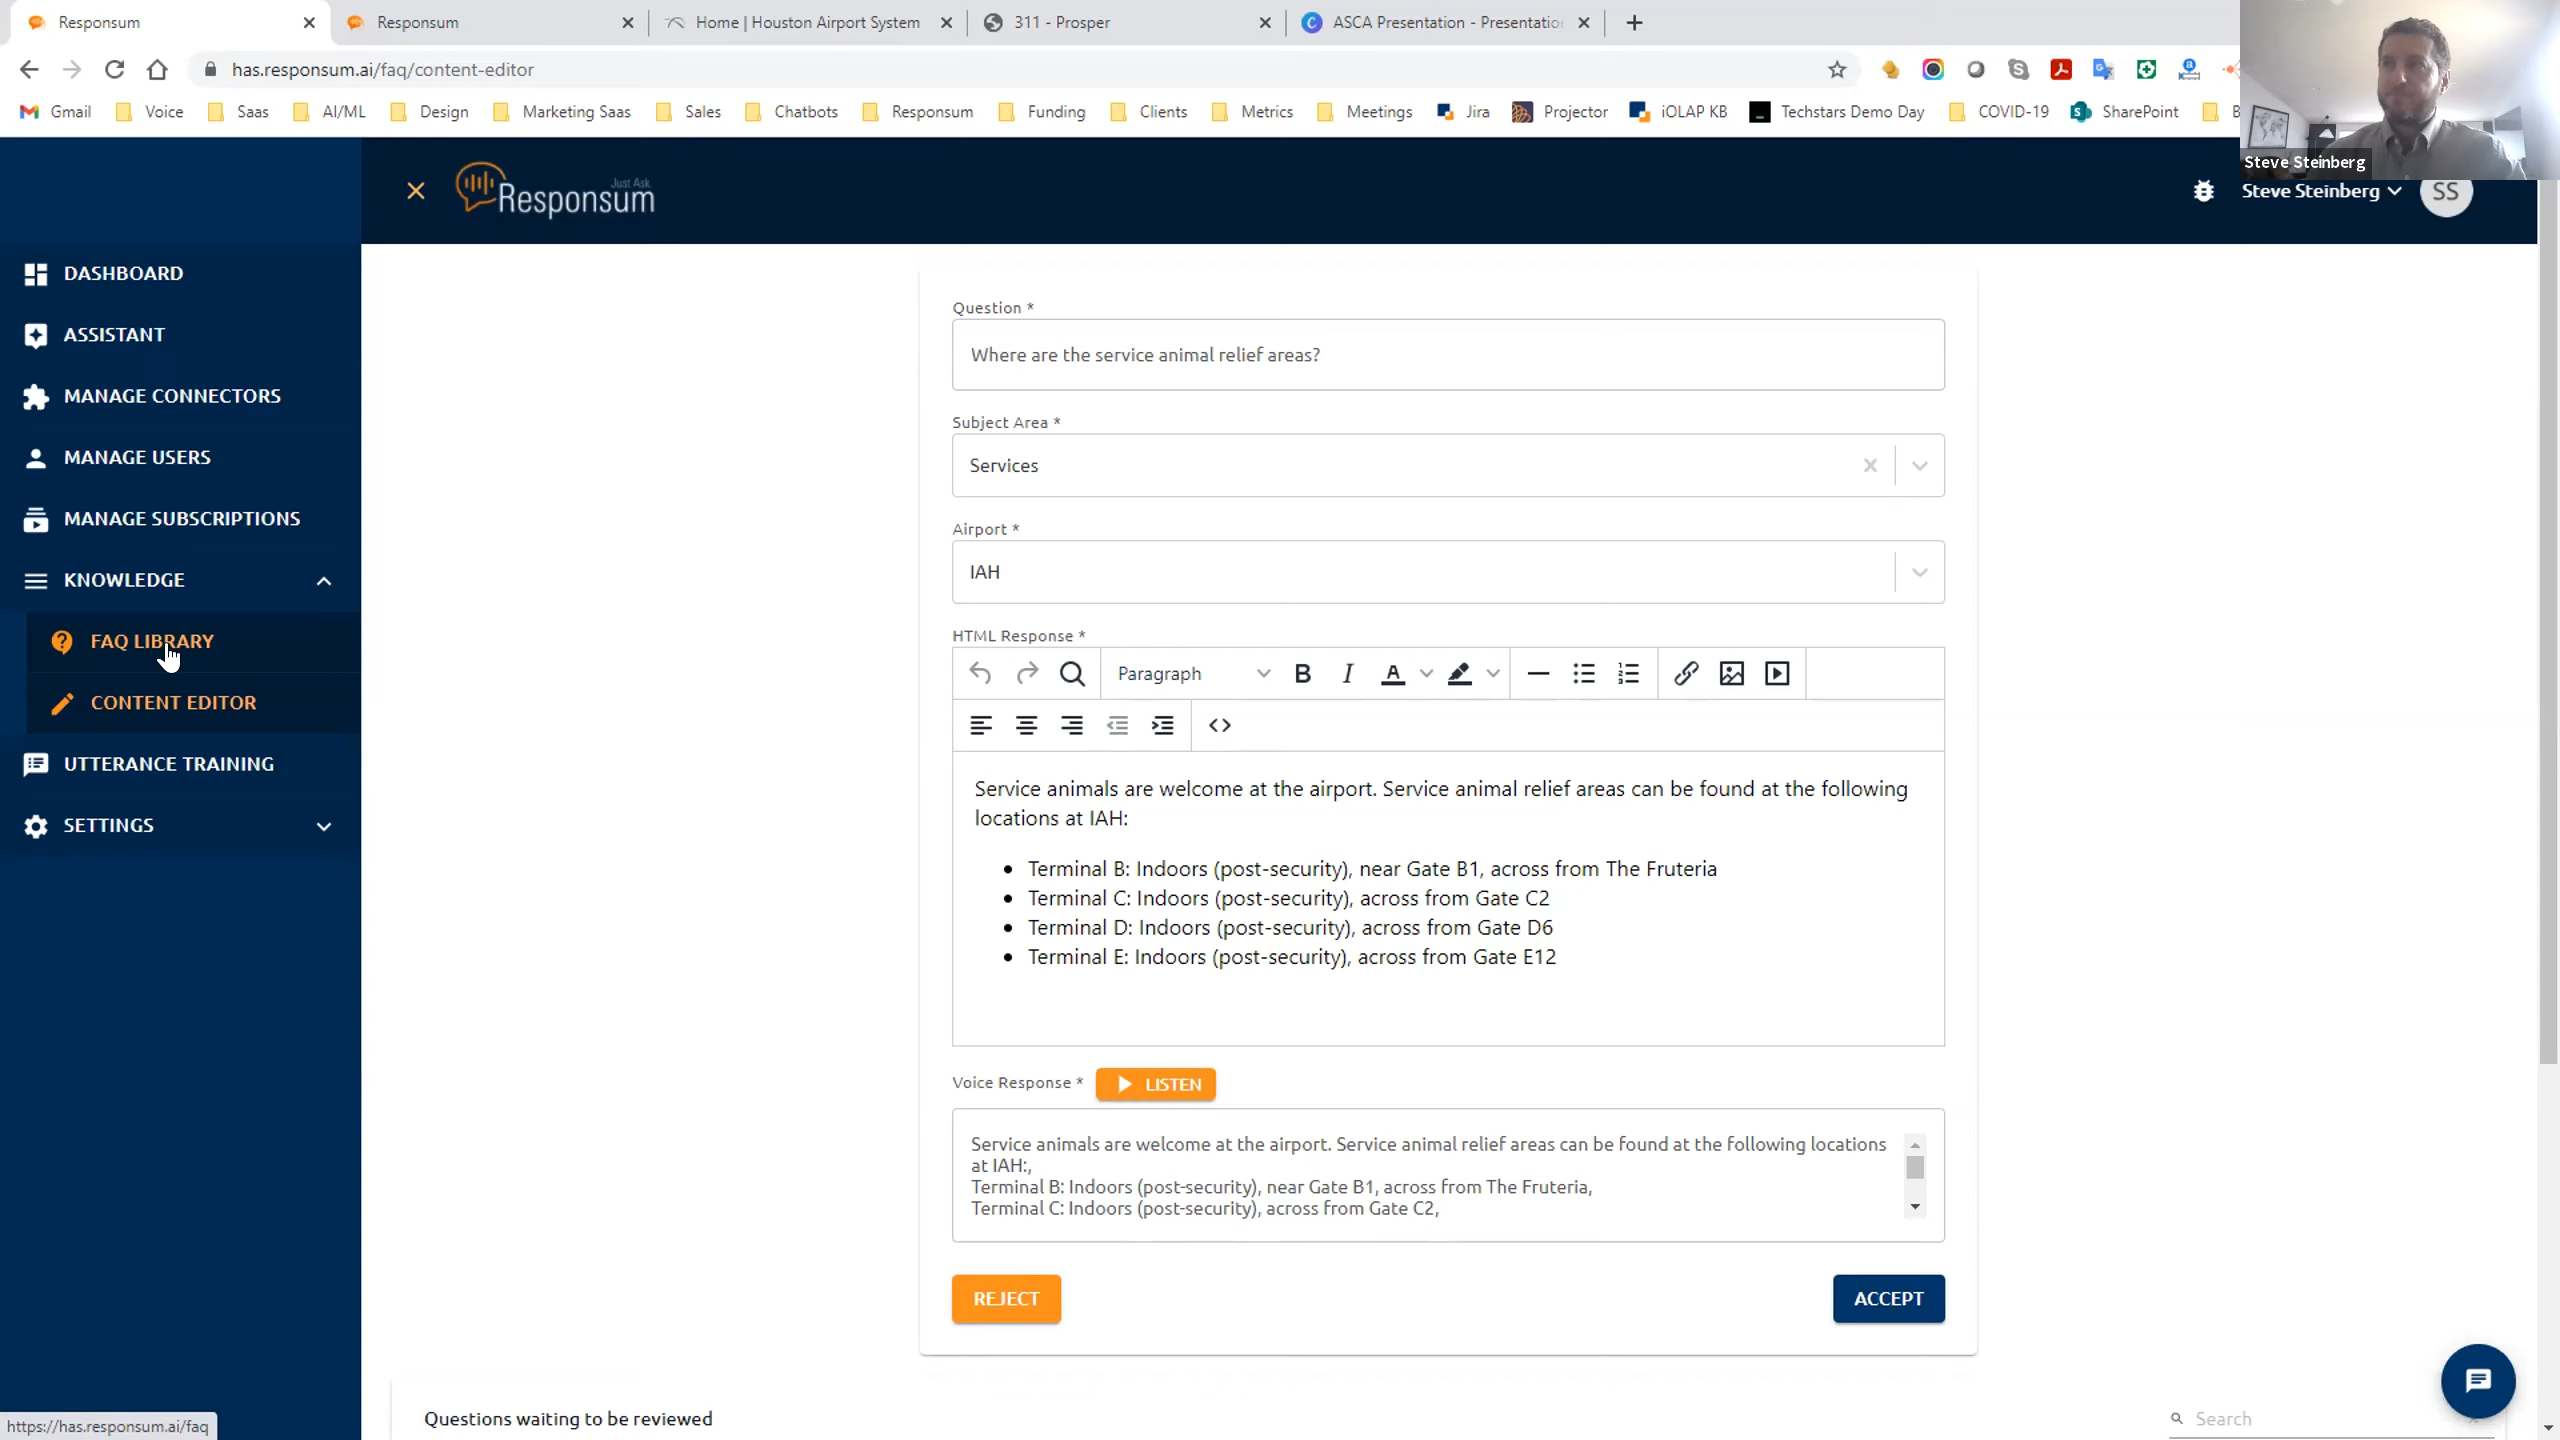 Responsum
Responsum
Home | Houston Airport System
311 - Prosper
ASCA Presentation - Presentatio
has.responsum.ai/faq/content-editor
Gmail
Voice
Saas
AI/ML
Design
Marketing Saas
Sales
Chatbots
Responsum
Funding
Clients
Metrics
Meetings
Jira
Projector
iOLAP KB
Techstars Demo Day
COVID-19
SharePoint
B
Steve Steinberg
Just Ask
Responsum
Steve Steinberg
SS
DASHBOARD
ASSISTANT
MANAGE CONNECTORS
MANAGE USERS
MANAGE SUBSCRIPTIONS
KNOWLEDGE
FAQ LIBRARY
CONTENT EDITOR
UTTERANCE TRAINING
SETTINGS
Question *
Where are the service animal relief areas?
Subject Area *
Services
Airport *
IAH
HTML Response *
Paragraph
Service animals are welcome at the airport. Service animal relief areas can be found at the following
locations at IAH:
• Terminal B: Indoors (post-security), near Gate B1, across from The Fruteria
• Terminal C: Indoors (post-security), across from Gate C2
• Terminal D: Indoors (post-security), across from Gate D6
• Terminal E: Indoors (post-security), across from Gate E12
Voice Response *
LISTEN
Service animals are welcome at the airport. Service animal relief areas can be found at the following locations
at IAH:,
Terminal B: Indoors (post-security), near Gate B1, across from The Fruteria,
Terminal C: Indoors (post-security), across from Gate C2,
REJECT
ACCEPT
Questions waiting to be reviewed
Search
https://has.responsum.ai/faq